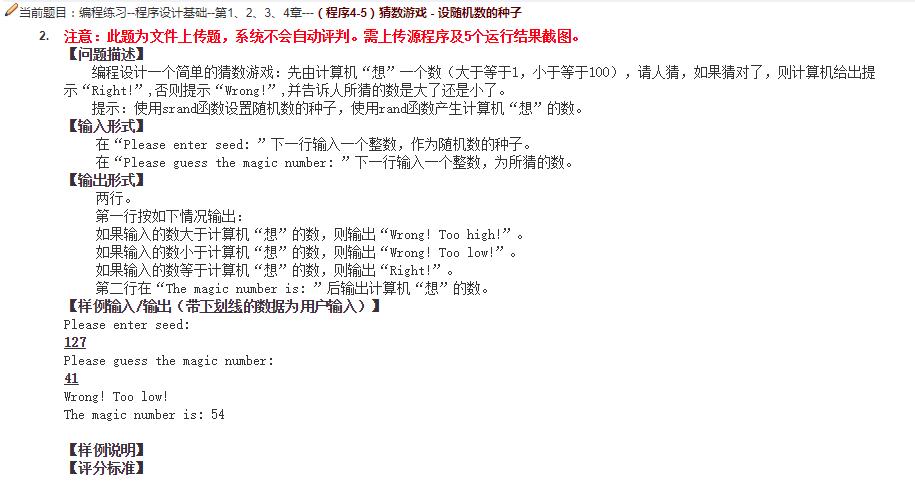 当前题目：编程练习--程序设计基础--第1、2、3、4章---（程序4-5）猜数游戏 - 设随机数的种子
2. 注意：此题为文件上传题，系统不会自动评判。需上传源程序及5个运行结果截图。
【问题描述】
编程设计一个简单的猜数游戏：先由计算机“想”一个数（大于等于1，小于等于100），请人猜，如果猜对了，则计算机给出提
示“Right!”,否则提示“Wrong!”,并告诉人所猜的数是大了还是小了。
提示：使用srand函数设置随机数的种子，使用rand函数产生计算机“想”的数。
【输入形式】
在“Please enter seed: ”下一行输入一个整数，作为随机数的种子。
在“Please guess the magic number: ”下一行输入一个整数，为所猜的数。
【输出形式】
两行。
第一行按如下情况输出：
如果输入的数大于计算机“想”的数，则输出“Wrong! Too high!”。
如果输入的数小于计算机“想”的数，则输出“Wrong! Too low!”。
如果输入的数等于计算机“想”的数，则输出“Right!”。
第二行在“The magic number is: ”后输出计算机“想”的数。
【样例输入/输出（带下划线的数据为用户输入）】
Please enter seed:
127
Please guess the magic number:
41
Wrong! Too low!
The magic number is: 54
【样例说明】
【评分标准】